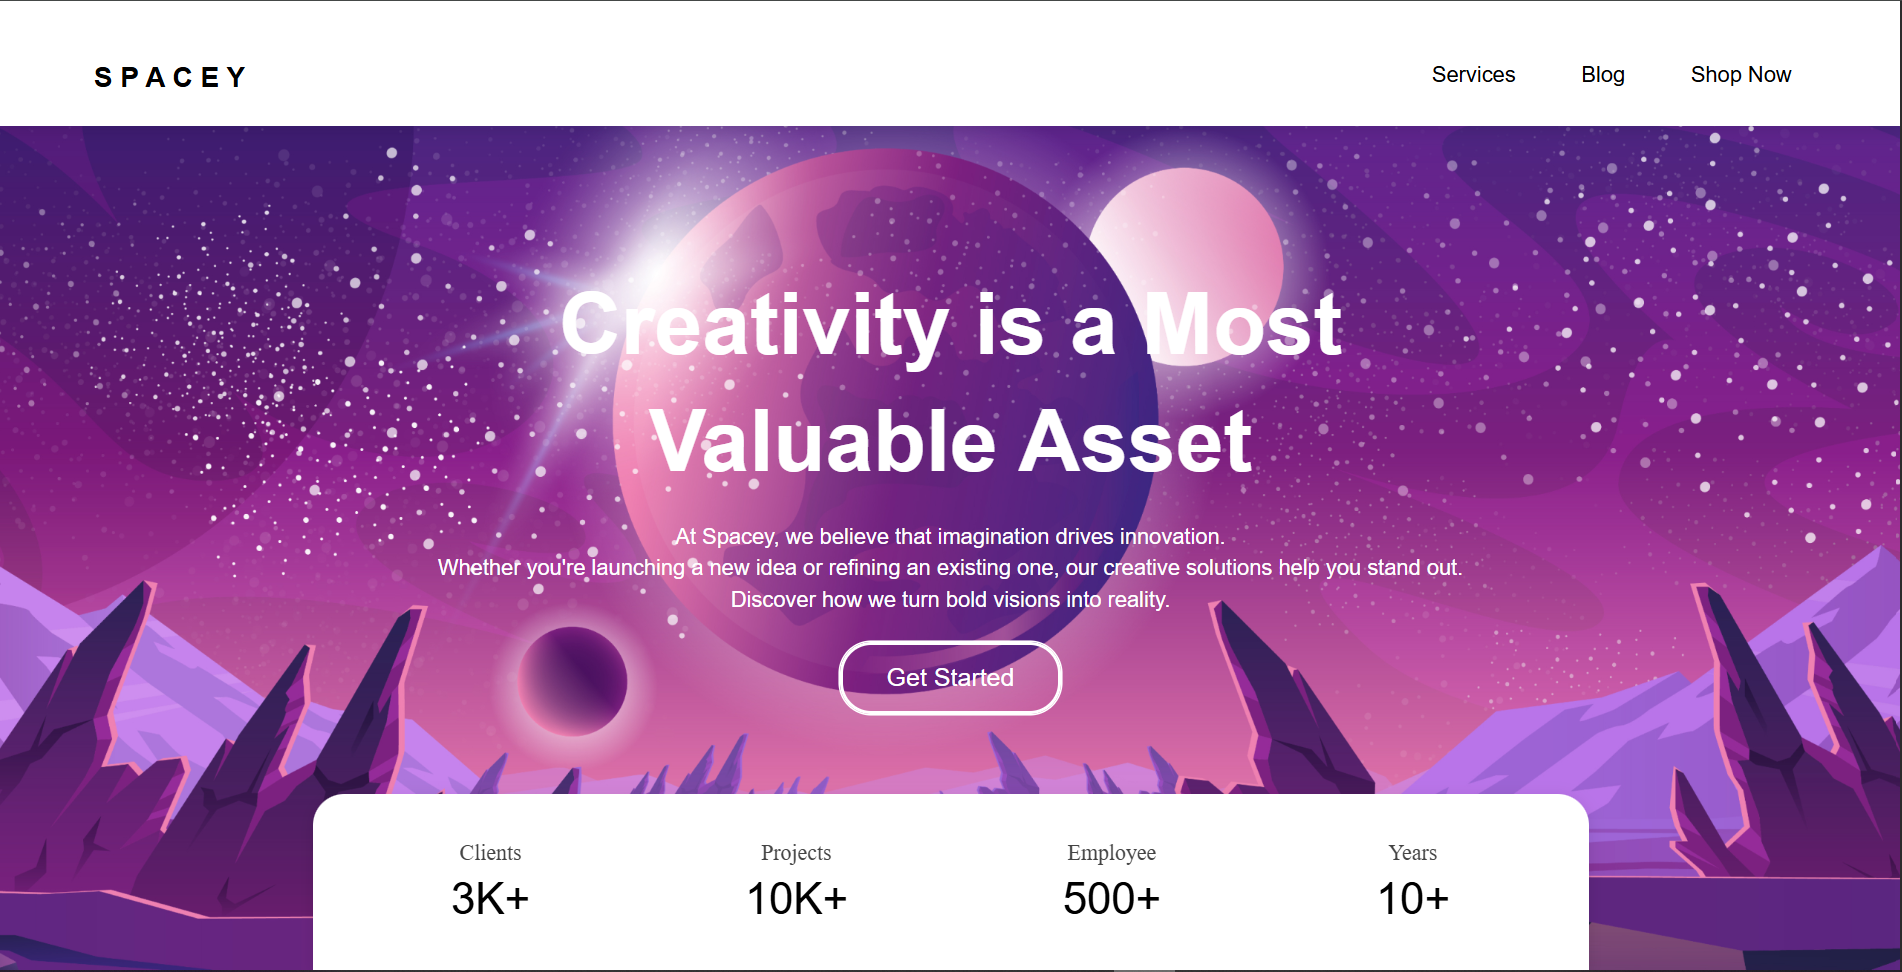 SPACEY
Services
Blog
Shop Now
Creativity is a Most
Valuable Asset
At Spacey, we believe that imagination drives innovation.
Whether you're launching a new idea or refining an existing one, our creative solutions help you stand out.
Discover how we turn bold visions into reality.
Get Started
Clients
3K+
Projects
10K+
Employee
500+
Years
10+